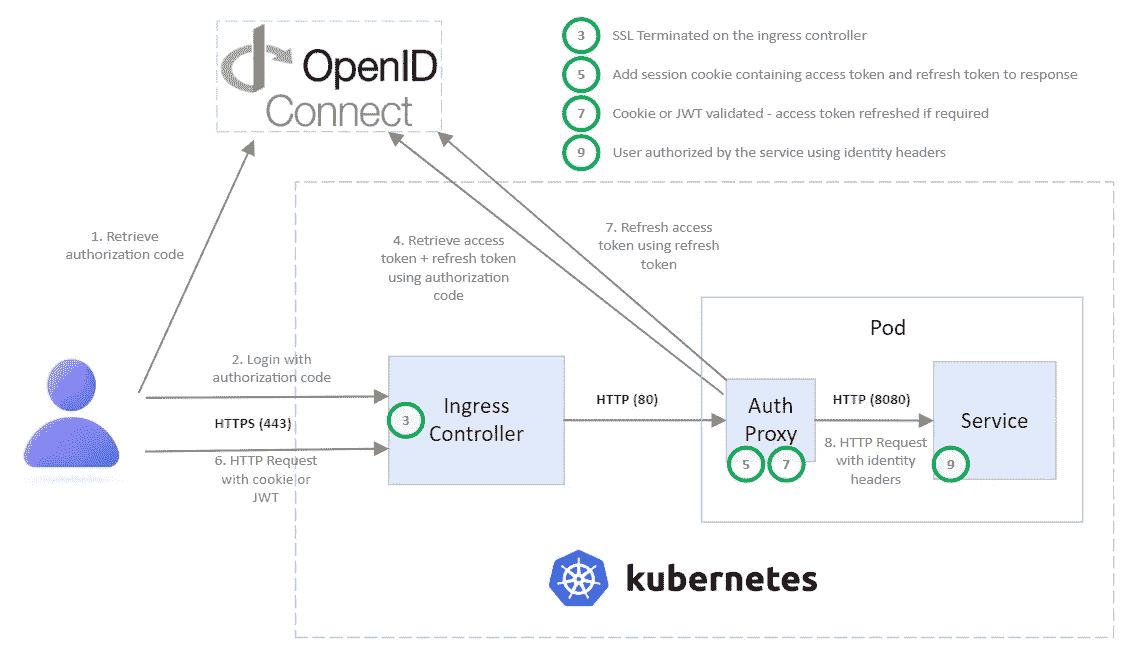 OpenID
Connect
3 SSL Terminated on the ingress controller
5 Add session cookie containing access token and refresh token to response
7 Cookie or JWT validated - access token refreshed if required
9 User authorized by the service using identity headers
1. Retrieve
authorization code
4. Retrieve access
token + refresh token
using authorization
code
7. Refresh access
token using refresh
token
2. Login with
authorization code
HTTPS (443)
6. HTTP Request
with cookie or
JWT
3
Ingress
Controller
HTTP (80)
Pod
Auth
Proxy
5
7
HTTP (8080)
8. HTTP Request
with identity
headers
Service
9
kubernetes